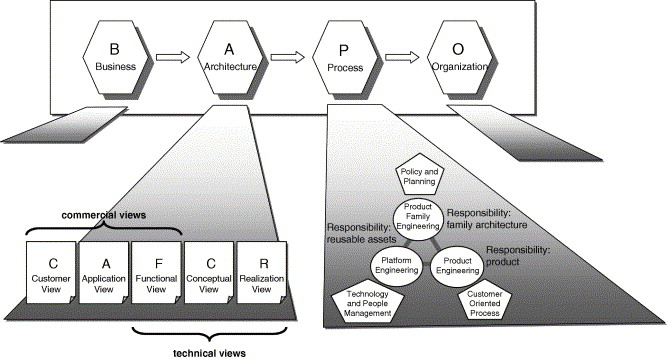 B
Business
A
Architecture
P
Process
O
Organization
commercial views
C
Customer
View
A
Application
View
F
Functional
View
C
Conceptual
View
R
Realization
View
technical views
Policy and
Planning
Product
Family
Engineering
Responsibility:
reusable assets
Responsibility:
family architecture
Platform
Engineering
Product
Engineering
Responsibility:
product
Technology
and People
Management
Customer
Oriented
Process